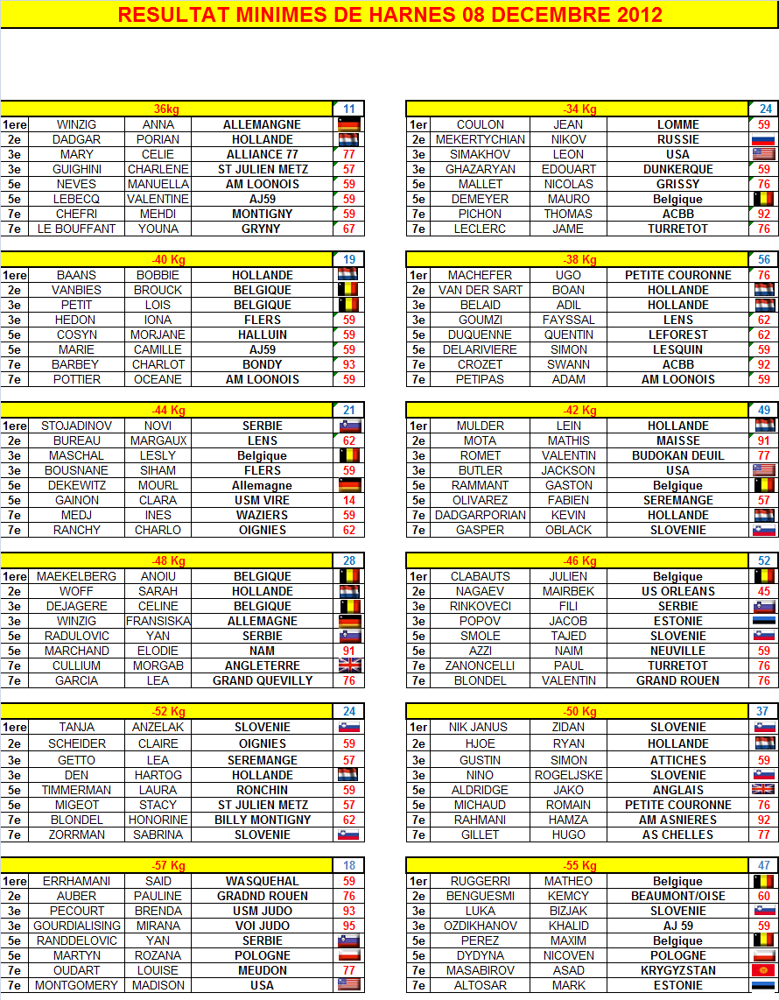 RESULTAT MINIMES DE HARNES 08 DECEMBRE 2012
36kg 11
1ere WINZIG ANNA ALLEMANGNE
2e DADGAR PORIAN HOLLANDE
3e MARY CELIE ALLIANCE 77 77
3e GUIGHINI CHARLENE ST JULIEN METZ 57
5e NEVES MANUELLA AM LOONOIS 59
5e LEBECQ VALENTINE AJ59 59
7e CHEFRI MEHDI MONTIGNY 59
7e LE BOUFFANT YOUNA GRYNY 67
-40 Kg 19
1ere BAANS BOBBIE HOLLANDE
2e VANBIES BROUCK BELGIQUE
3e PETIT LOIS BELGIQUE
3e HEDON IONA FLERS 59
5e COSYN MORJANE HALLUIN 59
5e MARIE CAMILLE AJ59 59
7e BARBEY CHARLOT BONDY 93
7e POTTIER OCEANE AM LOONOIS 59
-44 Kg 21
1ere STOJADINOV NOVI SERBIE
2e BUREAU MARGAUX LENS 62
3e MASCHAL LESLY Belgique
3e BOUSNANE SIHAM FLERS 59
5e DEKEWITZ MOURL Allemagne
5e GAINON CLARA USM VIRE 14
7e MEDJ INES WAZIERS 59
7e RANCHY CHARLO OIGNIES 62
-48 Kg 28
1ere MAEKELBERG ANOIU BELGIQUE
2e WOFF SARAH HOLLANDE
3e DEJAGERE CELINE BELGIQUE
3e WINZIG FRANSISKA ALLEMAGNE
5e RADULOVIC YAN SERBIE
5e MARCHAND ELODIE NAM 91
7e CULLIUM MORGAB ANGLETERRE
7e GARCIA LEA GRAND QUEVILLY 76
-52 Kg 24
1ere TANJA ANZELAK SLOVENIE
2e SCHEIDER CLAIRE OIGNIES 59
3e GETTO LEA SEREMANGE 57
3e DEN HARTOG HOLLANDE
5e TIMMERMAN LAURA RONCHIN 59
5e MIGEOT STACY ST JULIEN METZ 57
7e BLONDEL HONORINE BILLY MONTIGNY 62
7e ZORRMAN SABRINA SLOVENIE
-57 Kg 18
1ere ERRHAMANI SAID WASQUEHAL 59
2e AUBER PAULINE GRADND ROUEN 76
3e PECOURT BRENDA USM JUDO 93
3e GOURDIALISING MIRANA VOI JUDO 95
5e RANDDELOVIC YAN SERBIE
5e MARTYN ROZANA POLOGNE
7e OUDART LOUISE MEUDON 77
7e MONTGOMERY MADISON USA
-34 Kg 24
1er COULON JEAN LOMME 59
2e MEKERTYCHIAN NIKOV RUSSIE
3e SIMAKHOV LEON USA
3e GHAZARYAN EDOUART DUNKERQUE 59
5e MALLET NICOLAS GRISSY 76
5e DEMEYER MAURO Belgique
7e PICHON THOMAS ACBB 92
7e LECLERC JAME TURRETOT 76
-38 Kg 56
1er MACHEFER UGO PETITE COURONNE 76
2e VAN DER SART BOAN HOLLANDE
3e BELAID ADIL HOLLANDE
3e GOUMZI FAYSSAL LENS 62
5e DUQUENNE QUENTIN LEFOREST 62
5e DELARIVIERE SIMON LESQUIN 59
7e CROZET SWANN ACBB 92
7e PETIPAS ADAM AM LOONOIS 59
-42 Kg 49
1er MULDER LEIN HOLLANDE
2e MOTA MATHIS MAISSE 91
3e ROMET VALENTIN BUDOKAN DEUIL 77
3e BUTLER JACKSON USA
5e RAMMANT GASTON Belgique
5e OLIVAREZ FABIEN SEREMANGE 57
7e DADGARPORIAN KEVIN HOLLANDE
7e GASPER OBLACK SLOVENIE
-46 Kg 52
1er CLABAUTS JULIEN Belgique
2e NAGAEV MAIRBEK US ORLEANS 45
3e RINKOVECI FILI SERBIE
3e POPOV JACOB ESTONIE
5e SMOLE TAJED SLOVENIE
5e AZZI NAIM NEUVILLE 59
7e ZANONCELLI PAUL TURRETOT 76
7e BLONDEL VALENTIN GRAND ROUEN 76
-50 Kg 37
1er NIK JANUS ZIDAN SLOVENIE
2e HJOE RYAN HOLLANDE
3e GUSTIN SIMON ATTICHES 59
3e NINO ROGELJSKE SLOVENIE
5e ALDRIDGE JAKO ANGLAIS
5e MICHAUD ROMAIN PETITE COURONNE 76
7e RAHMANI HAMZA AM ASNIERES 92
7e GILLET HUGO AS CHELLES 77
-55 Kg 47
1er RUGGERRI MATHEO Belgique
2e BENGUESMI KEMCY BEAUMONT/OISE 60
3e LUKA BIZJAK SLOVENIE
3e OZDIKHANOV KHALID AJ 59 59
5e PEREZ MAXIM Belgique
5e DYDYNA NICOVEN POLOGNE
7e MASABIROV ASAD KRYGYZSTAN
7e ALTOSAR MARK ESTONIE